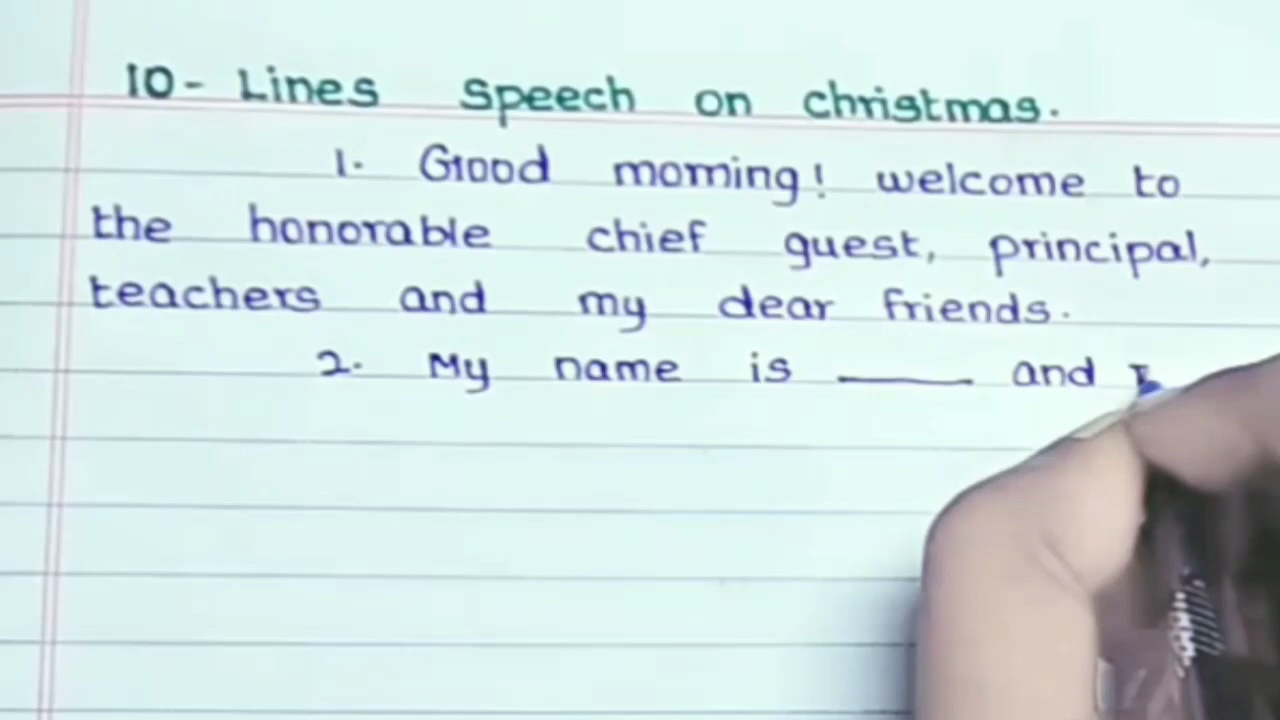 10- Lines Speech on christmas.
1. Good morning! welcome to
the honorable chief guest, principal,
teachers and my dear friends.
2. My name is ____ and I